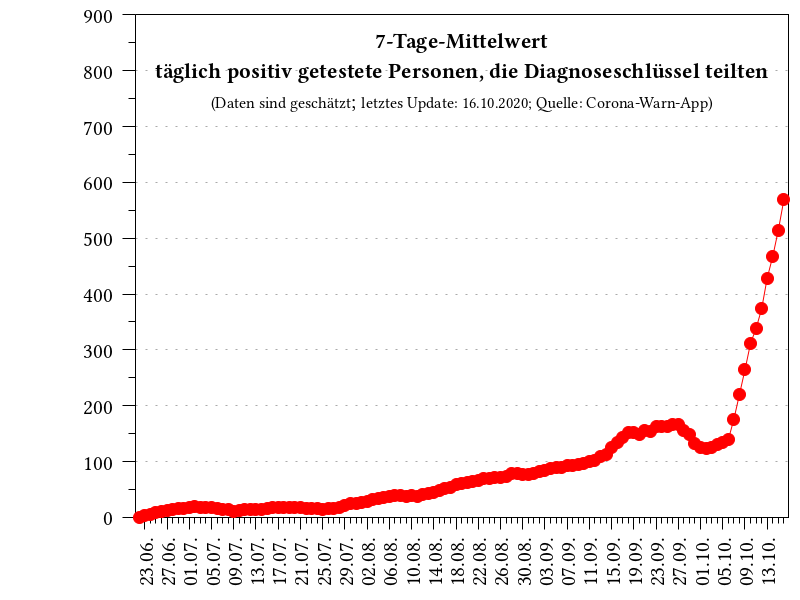 7-Tage-Mittelwert
täglich positiv getestete Personen, die Diagnoseschlüssel teilten
(Daten sind geschätzt; letztes Update: 16.10.2020; Quelle: Corona-Warn-App)
900
800
700
600
500
400
300
200
100
0
23.06. 27.06. 01.07. 05.07. 09.07. 13.07. 17.07. 21.07. 25.07. 29.07. 02.08. 06.08. 10.08. 14.08. 18.08. 22.08. 26.08. 30.08. 03.09. 07.09. 11.09. 15.09. 19.09. 23.09. 27.09. 01.10. 05.10. 09.10. 13.10.